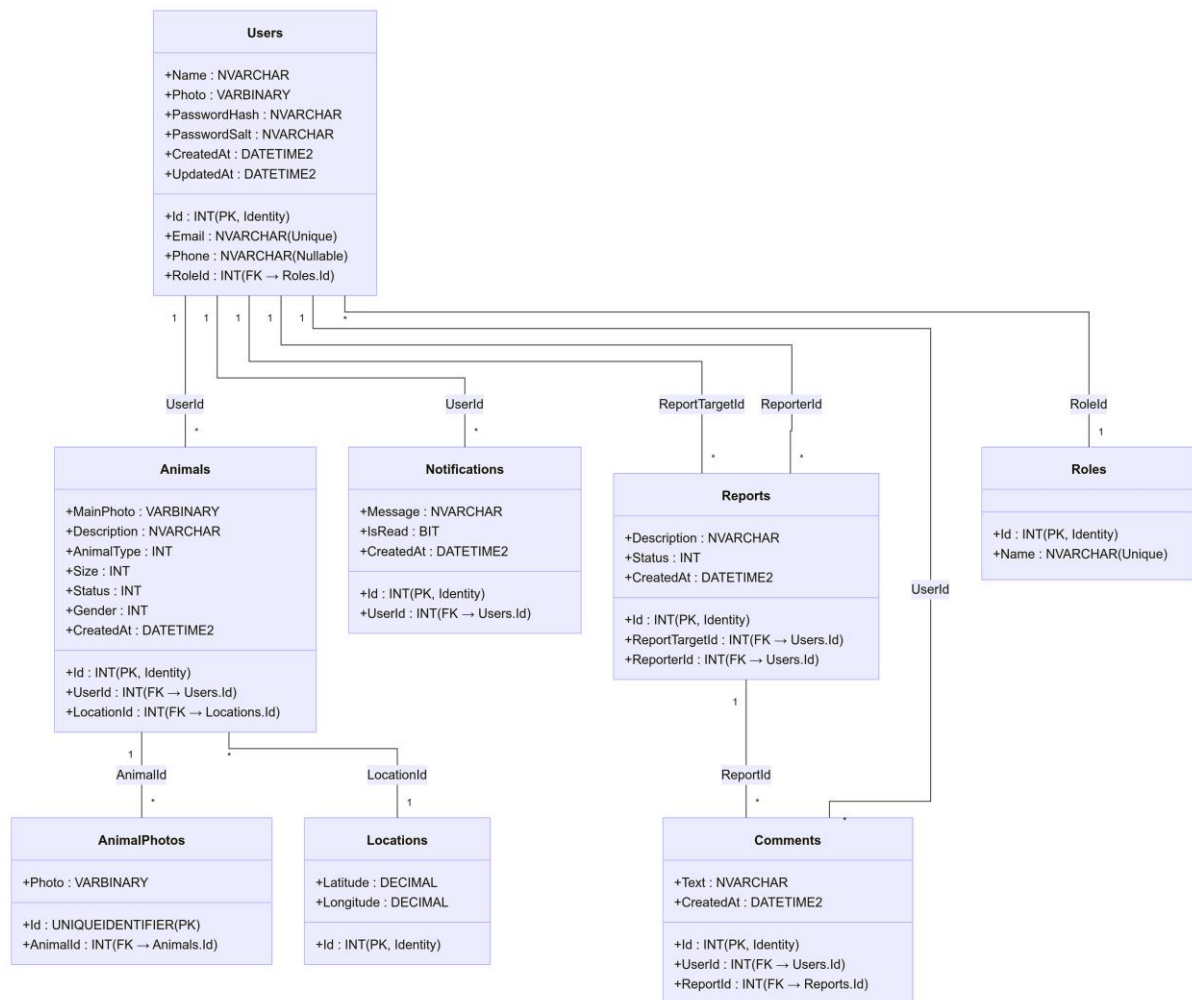 Users
+Name : NVARCHAR
+Photo : VARBINARY
+PasswordHash : NVARCHAR
+PasswordSalt : NVARCHAR
+CreatedAt : DATETIME2
+UpdatedAt : DATETIME2
+Id : INT(PK, Identity)
+Email : NVARCHAR(Unique)
+Phone : NVARCHAR(Nullable)
+RoleId : INT(FK → Roles.Id)
1 1 1 1 1 *
UserId
UserId
ReportTargetId
ReporterId
RoleId
* * * * 1
Animals
+MainPhoto : VARBINARY
+Description : NVARCHAR
+AnimalType : INT
+Size : INT
+Status : INT
+Gender : INT
+CreatedAt : DATETIME2
+Id : INT(PK, Identity)
+UserId : INT(FK → Users.Id)
+LocationId : INT(FK → Locations.Id)
Notifications
+Message : NVARCHAR
+IsRead : BIT
+CreatedAt : DATETIME2
+Id : INT(PK, Identity)
+UserId : INT(FK → Users.Id)
Reports
+Description : NVARCHAR
+Status : INT
+CreatedAt : DATETIME2
+Id : INT(PK, Identity)
+ReportTargetId : INT(FK → Users.Id)
+ReporterId : INT(FK → Users.Id)
Roles
+Id : INT(PK, Identity)
+Name : NVARCHAR(Unique)
UserId
1 * 1
AnimalId
LocationId
ReportId
* 1 * *
AnimalPhotos
+Photo : VARBINARY
+Id : UNIQUEIDENTIFIER(PK)
+AnimalId : INT(FK → Animals.Id)
Locations
+Latitude : DECIMAL
+Longitude : DECIMAL
+Id : INT(PK, Identity)
Comments
+Text : NVARCHAR
+CreatedAt : DATETIME2
+Id : INT(PK, Identity)
+UserId : INT(FK → Users.Id)
+ReportId : INT(FK → Reports.Id)